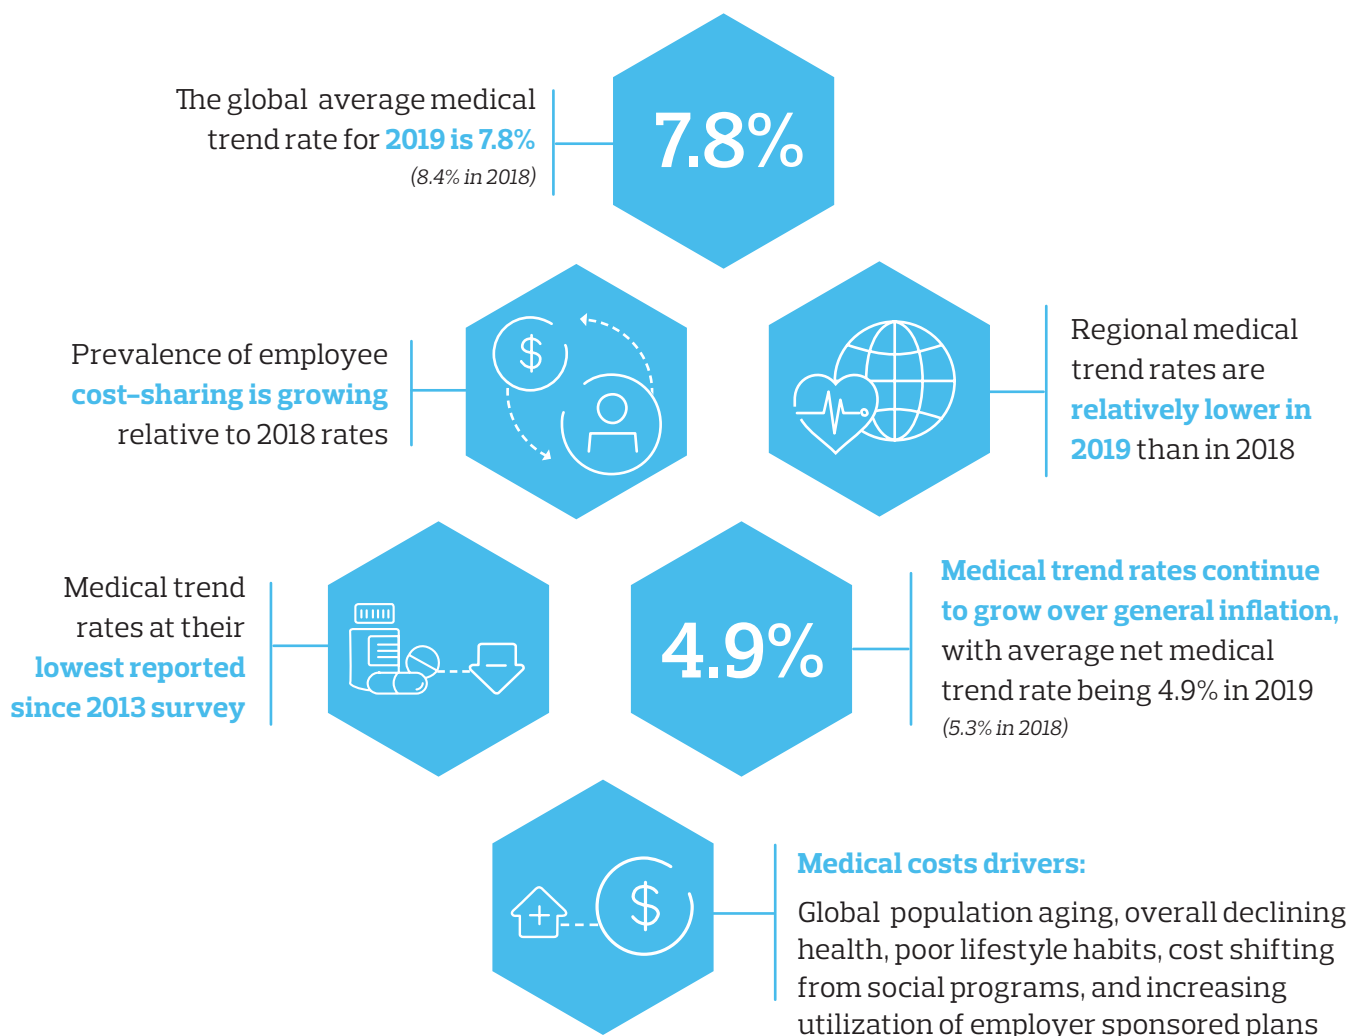 The global average medical
trend rate for 2019 is 7.8%
(8.4% in 2018)
7.8%
Prevalence of employee
cost-sharing is growing
relative to 2018 rates
$
Regional medical
trend rates are
relatively lower in
2019 than in 2018
Medical trend
rates at their
lowest reported
since 2013 survey
4.9%
Medical trend rates continue
to grow over general inflation,
with average net medical
trend rate being 4.9% in 2019
(5.3% in 2018)
$
Medical costs drivers:
Global population aging, overall declining
health, poor lifestyle habits, cost shifting
from social programs, and increasing
utilization of employer sponsored plans